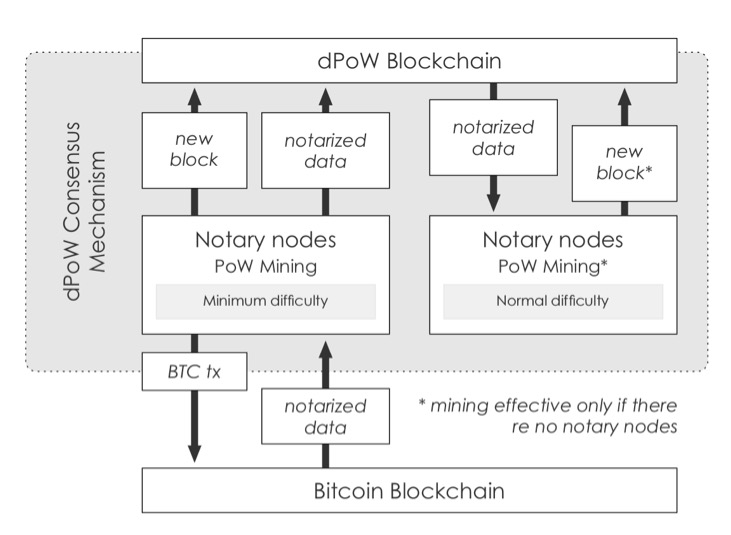 dPoW Blockchain
dPoW Consensus
Mechanism
new
block
notarized
data
notarized
data
new
block*
Notary nodes
PoW Mining
Minimum difficulty
Notary nodes
PoW Mining*
Normal difficulty
BTC tx
notarized
data
* mining effective only if there
re no notary nodes
Bitcoin Blockchain